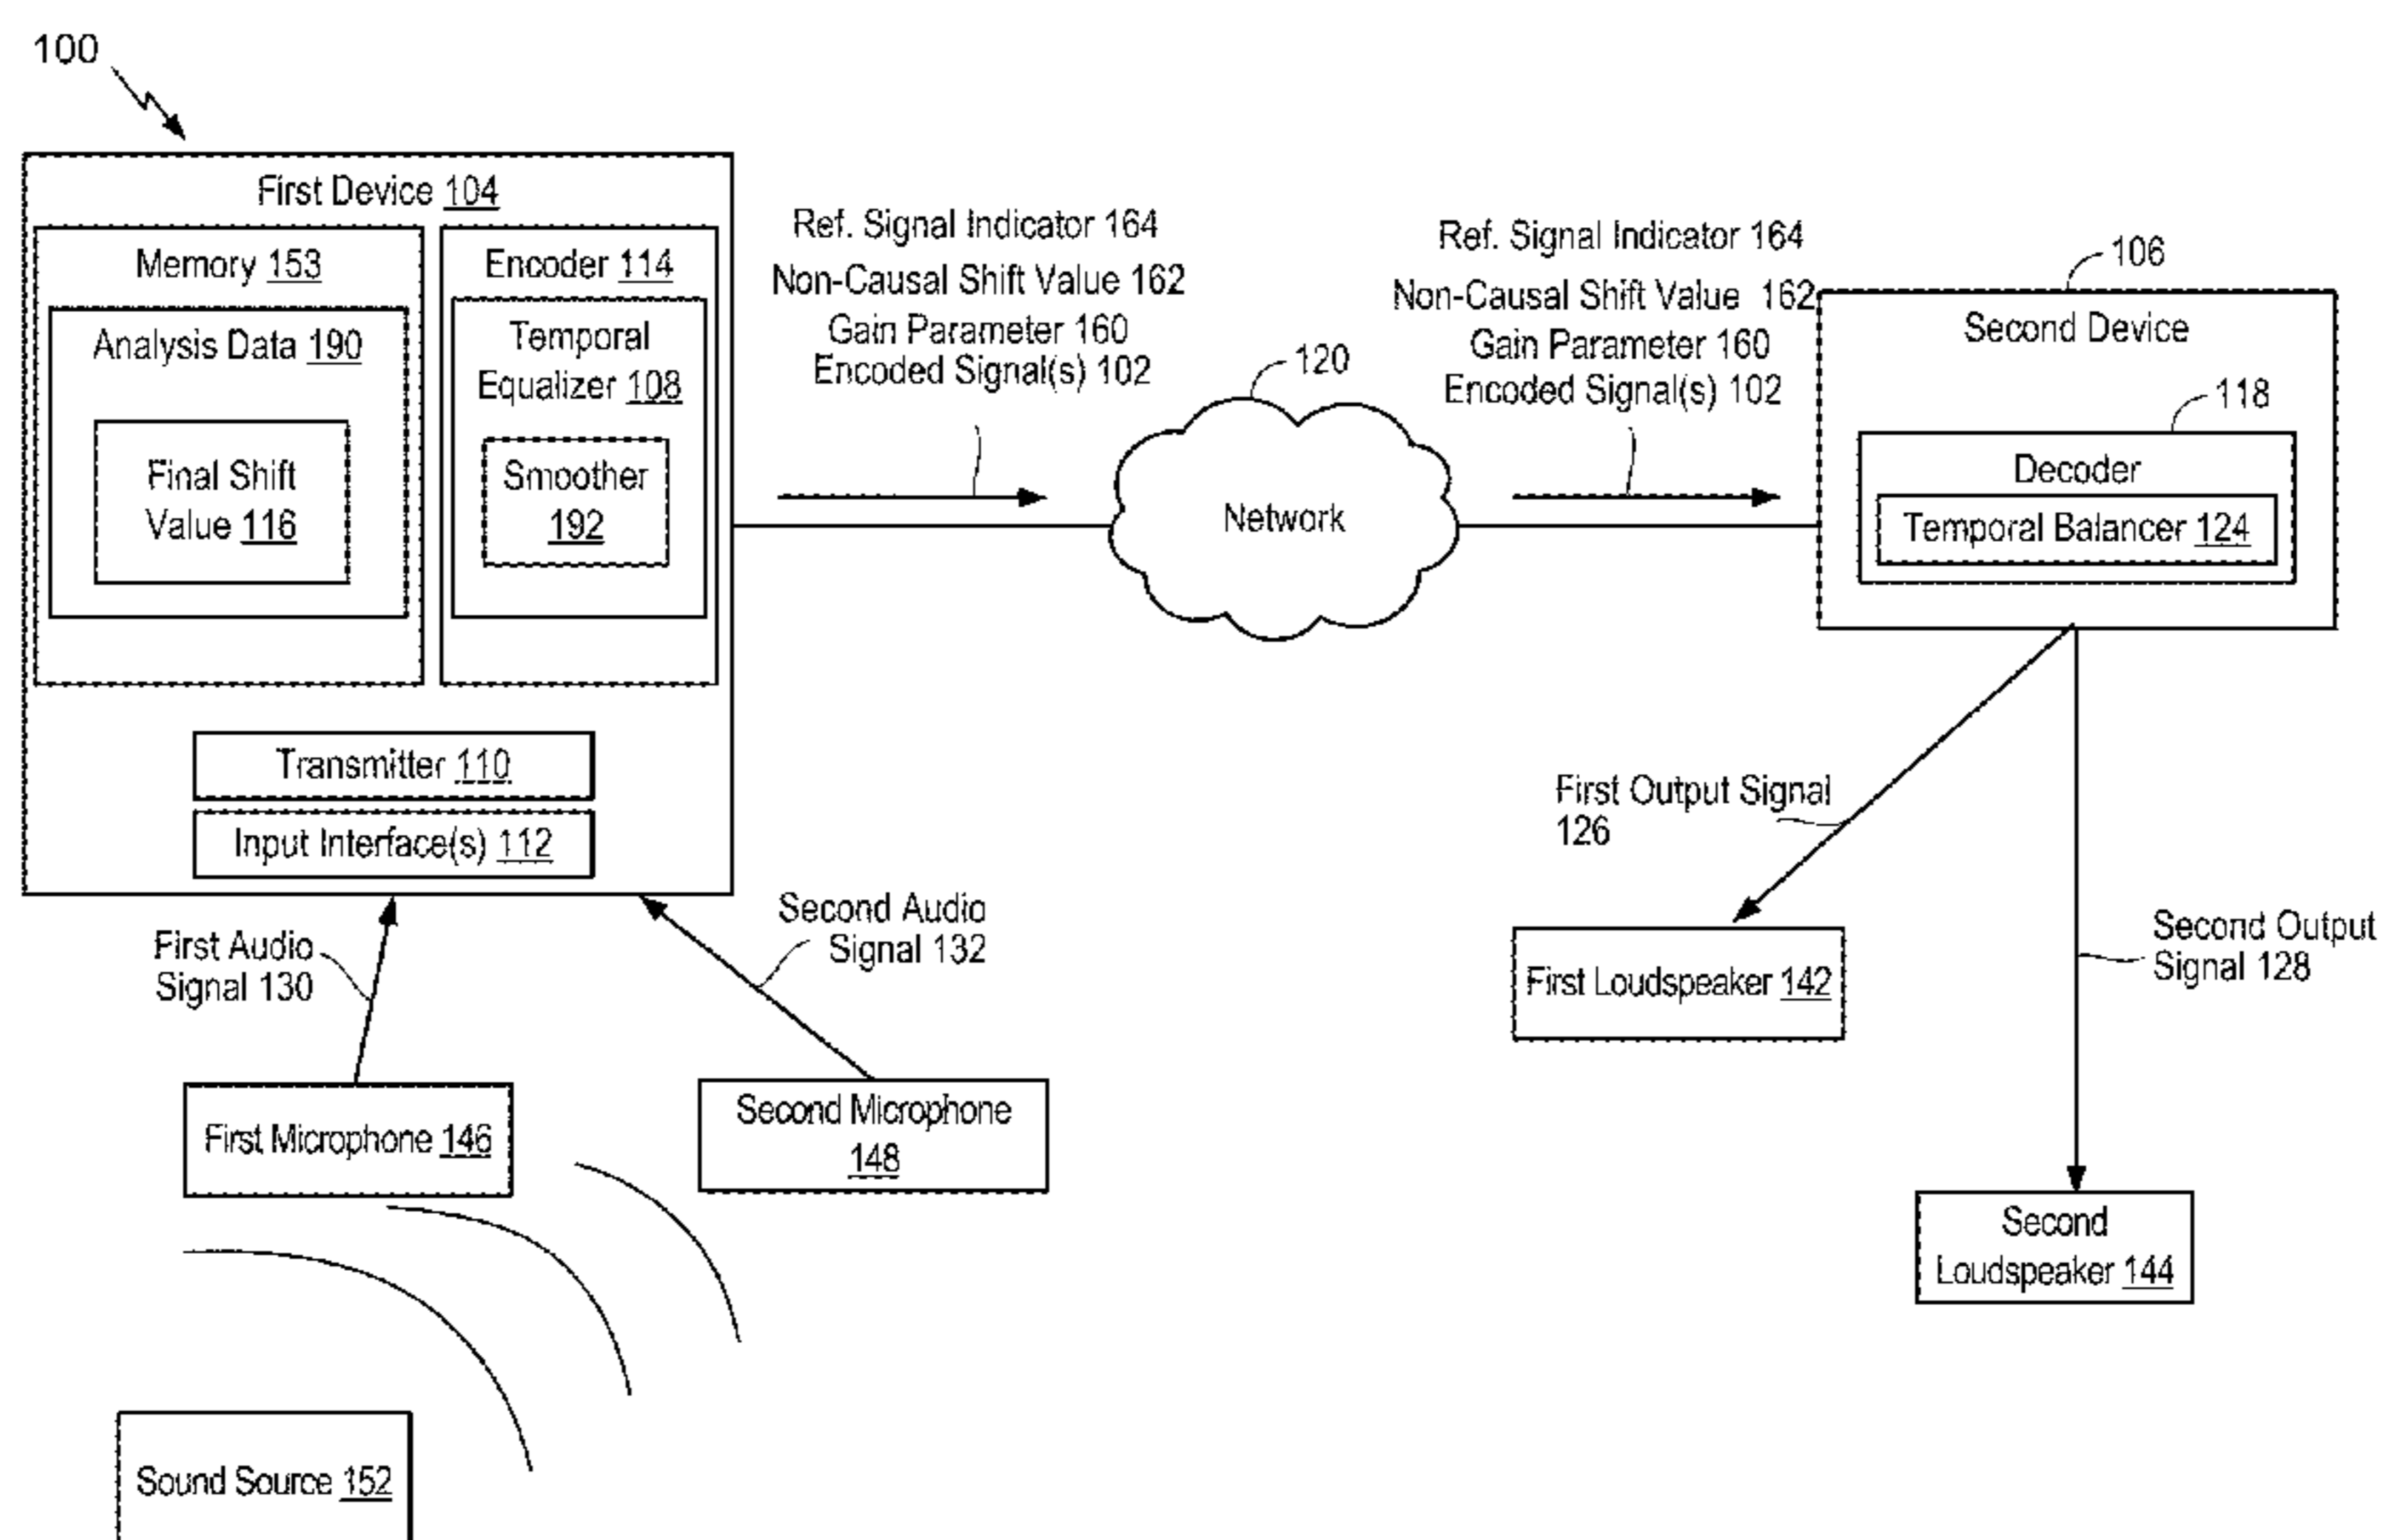 100
First Device 104
Memory 153
Analysis Data 190
Final Shift
Value 116
Encoder 114
Temporal
Equalizer 108
Smoother
192
Transmitter 110
Input Interface(s) 112
Ref. Signal Indicator 164
Non-Causal Shift Value 162
Gain Parameter 160
Encoded Signal(s) 102
120
Network
Ref. Signal Indicator 164
Non-Causal Shift Value 162
Gain Parameter 160
Encoded Signal(s) 102
106
Second Device
118
Decoder
Temporal Balancer 124
First Output Signal
126
Second Output
Signal 128
First Loudspeaker 142
Second
Loudspeaker 144
First Audio
Signal 130
Second Audio
Signal 132
First Microphone 146
Second Microphone
148
Sound Source 152